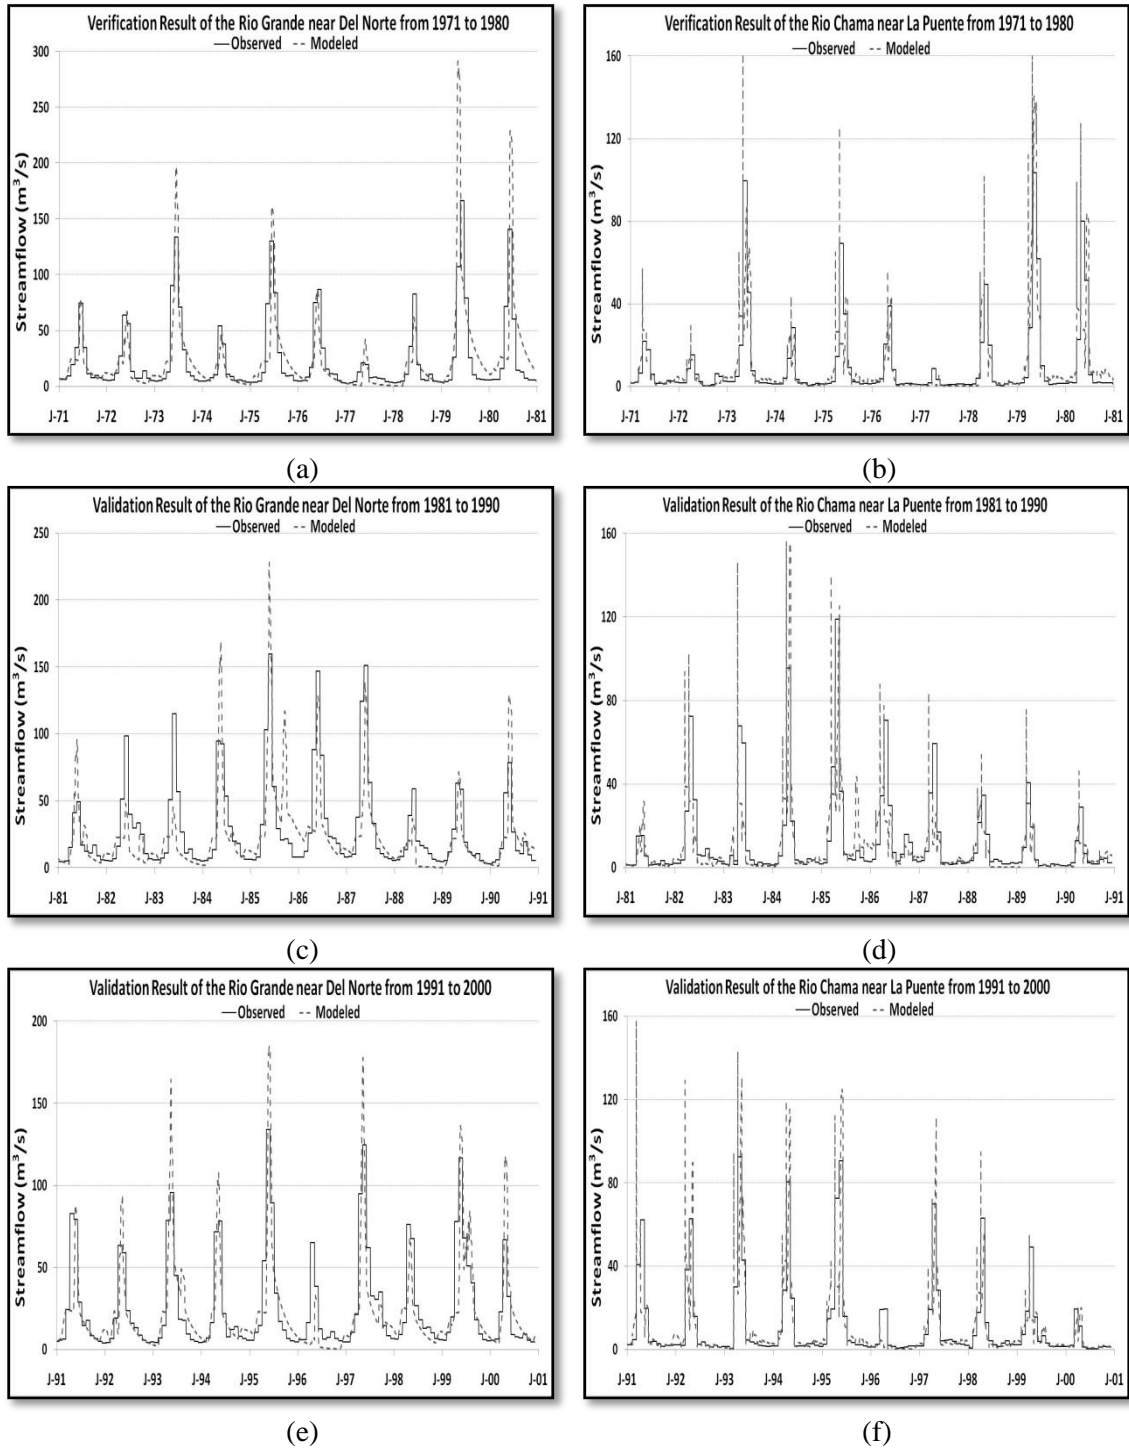 Verification Result of the Rio Grande near Del Norte from 1971 to 1980
Observed Modeled
Streamflow (m³/s)
300
250
200
150
100
50
0
J-71 J-72 J-73 J-74 J-75 J-76 J-77 J-78 J-79 J-80 J-81
(a)
Verification Result of the Rio Chama near La Puente from 1971 to 1980
Observed Modeled
Streamflow (m³/s)
160
120
80
40
0
J-71 J-72 J-73 J-74 J-75 J-76 J-77 J-78 J-79 J-80 J-81
(b)
Validation Result of the Rio Grande near Del Norte from 1981 to 1990
Observed Modeled
Streamflow (m³/s)
250
200
150
100
50
0
J-81 J-82 J-83 J-84 J-85 J-86 J-87 J-88 J-89 J-90 J-91
(c)
Validation Result of the Rio Chama near La Puente from 1981 to 1990
Observed Modeled
Streamflow (m³/s)
160
120
80
40
0
J-81 J-82 J-83 J-84 J-85 J-86 J-87 J-88 J-89 J-90 J-91
(d)
Validation Result of the Rio Grande near Del Norte from 1991 to 2000
Observed Modeled
Streamflow (m³/s)
200
150
100
50
0
J-91 J-92 J-93 J-94 J-95 J-96 J-97 J-98 J-99 J-00 J-01
(e)
Validation Result of the Rio Chama near La Puente from 1991 to 2000
Observed Modeled
Streamflow (m³/s)
160
120
80
40
0
J-91 J-92 J-93 J-94 J-95 J-96 J-97 J-98 J-99 J-00 J-01
(f)